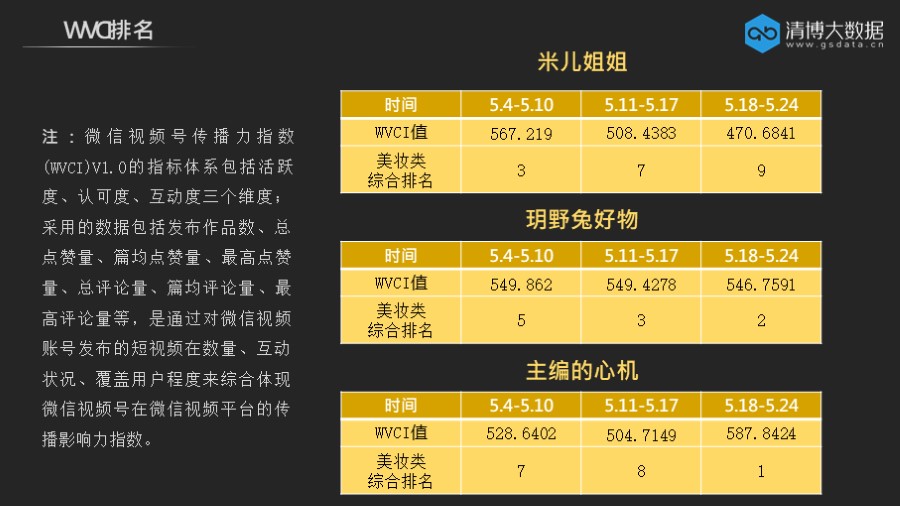 WVCI排名
清博大数据
www.gsdata.cn
注：微信视频号传播力指数
(WVCI)V1.0的指标体系包括活跃
度、认可度、互动度三个维度；
采用的数据包括发布作品数、总
点赞量、篇均点赞量、最高点赞
量、总评论量、篇均评论量、最
高评论量等，是通过对微信视频
账号发布的短视频在数量、互动
状况、覆盖用户程度来综合体现
微信视频号在微信视频平台的传
播影响力指数。
米儿姐姐
时间 5.4-5.10 5.11-5.17 5.18-5.24
WVCI值 567.219 508.4383 470.6841
美妆类
综合排名 3 7 9
玥野兔好物
时间 5.4-5.10 5.11-5.17 5.18-5.24
WVCI值 549.862 549.4278 546.7591
美妆类
综合排名 5 3 2
主编的心机
时间 5.4-5.10 5.11-5.17 5.18-5.24
WVCI值 528.6402 504.7149 587.8424
美妆类
综合排名 7 8 1